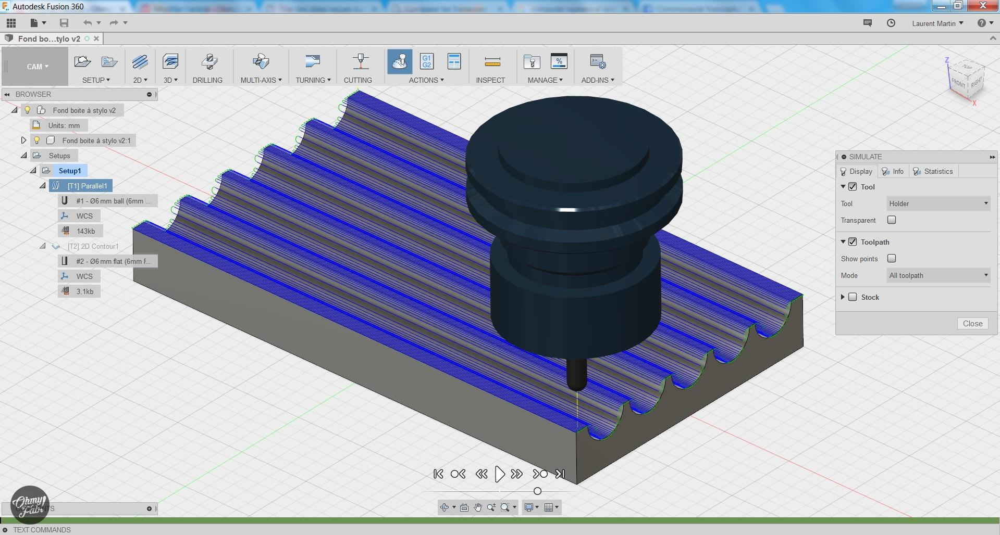 Autodesk Fusion 360
Laurent Martin
Fond bo...tylo v2
CAM
G1
G2
%
SETUP
2D
3D
DRILLING
MULTI-AXIS
TURNING
CUTTING
ACTIONS
INSPECT
MANAGE
ADD-INS
Z
TOP
FRONT
RIGHT
X
BROWSER
Fond boite à stylo v2
Units: mm
Fond boite à stylo v2:1
Setups
Setup1
[T1] Parallel1
#1 - Ø6 mm ball (6mm ...
WCS
143kb
[T2] 2D Contour1
#2 - Ø6 mm flat (6mm F...
WCS
3.1kb
SIMULATE
Display
Info
Statistics
Tool
Tool
Holder
Transparent
Toolpath
Show points
Mode
All toolpath
Stock
Close
Ohmy
Fab!
COMMENTS
TEXT COMMANDS